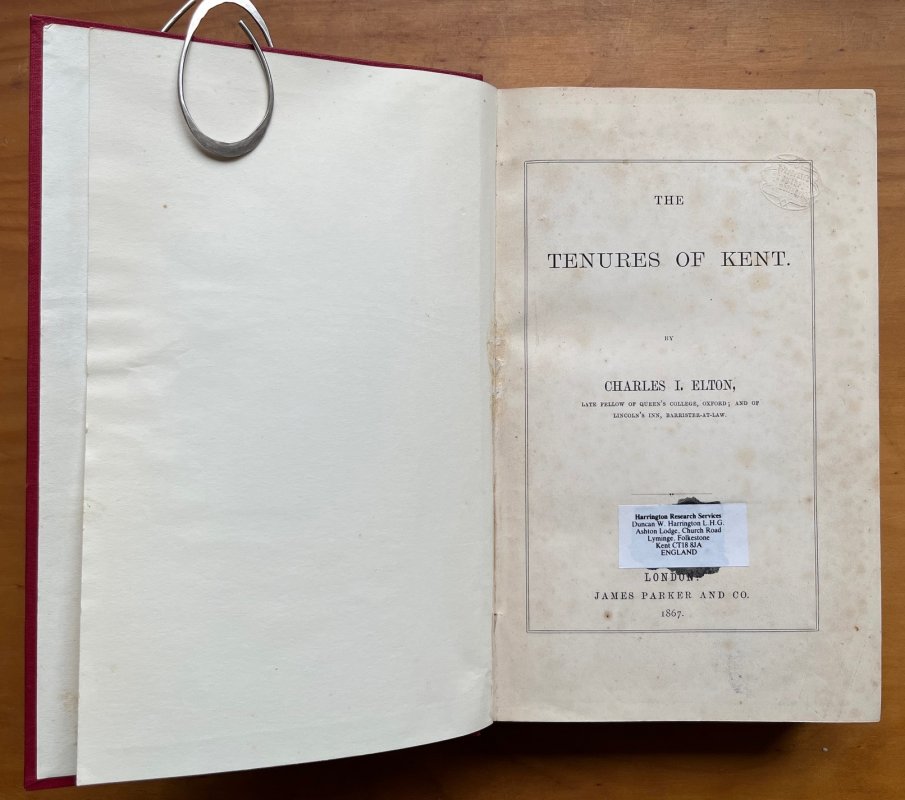 THE
TENURES OF KENT.
BY
CHARLES I. ELTON,
LATE FELLOW OF QUEEN'S COLLEGE, OXFORD; AND OF
LINCOLN'S INN, BARRISTER-AT-LAW.
Harrington Research Services
Duncan W. Harrington L.H.G.
Ashton Lodge, Church Road
Lyminge, Folkestone
Kent CT18 8JA
ENGLAND
LONDON:
JAMES PARKER AND CO.
1867.